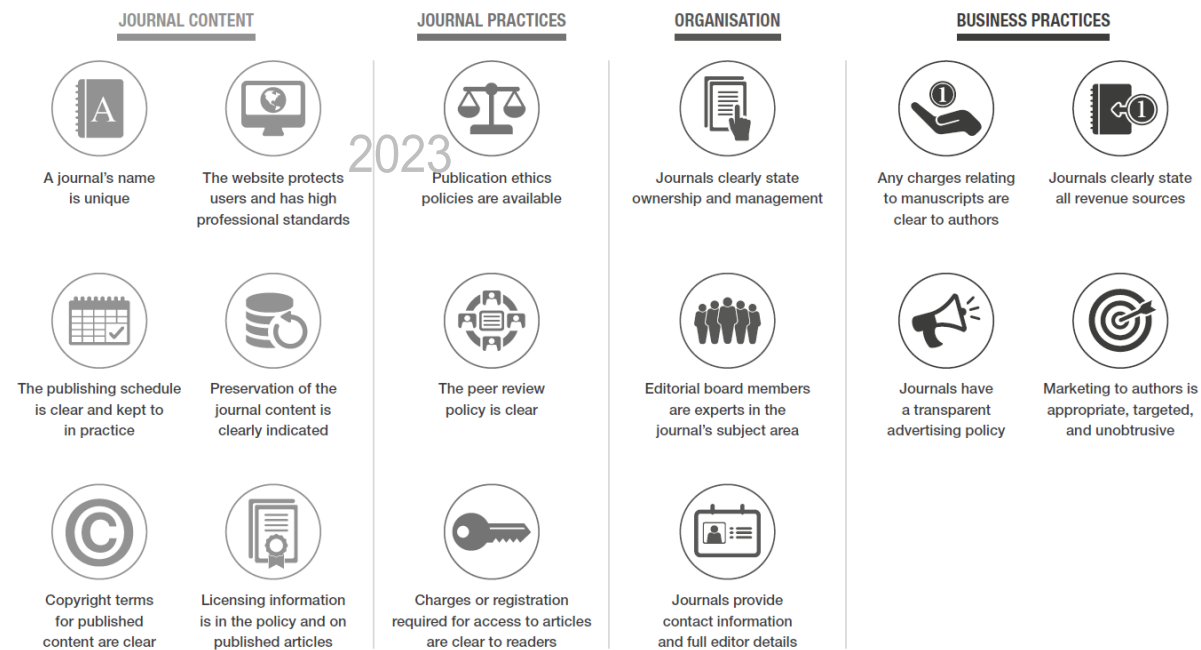 JOURNAL CONTENT
A
A journal's name
is unique
The website protects
users and has high
professional standards
The publishing schedule
is clear and kept to
in practice
Preservation of the
journal content is
clearly indicated
C
Copyright terms
for published
content are clear
Licensing information
is in the policy and on
published articles
2023
JOURNAL PRACTICES
Publication ethics
policies are available
The peer review
policy is clear
Charges or registration
required for access to articles
are clear to readers
ORGANISATION
Journals clearly state
ownership and management
Editorial board members
are experts in the
journal's subject area
Journals provide
contact information
and full editor details
BUSINESS PRACTICES
1
Any charges relating
to manuscripts are
clear to authors
1
Journals clearly state
all revenue sources
Journals have
a transparent
advertising policy
Marketing to authors is
appropriate, targeted,
and unobtrusive